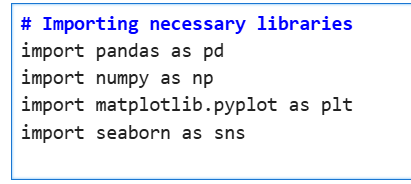 # Importing necessary libraries
import pandas as pd
import numpy as np
import matplotlib.pyplot as plt
import seaborn as sns